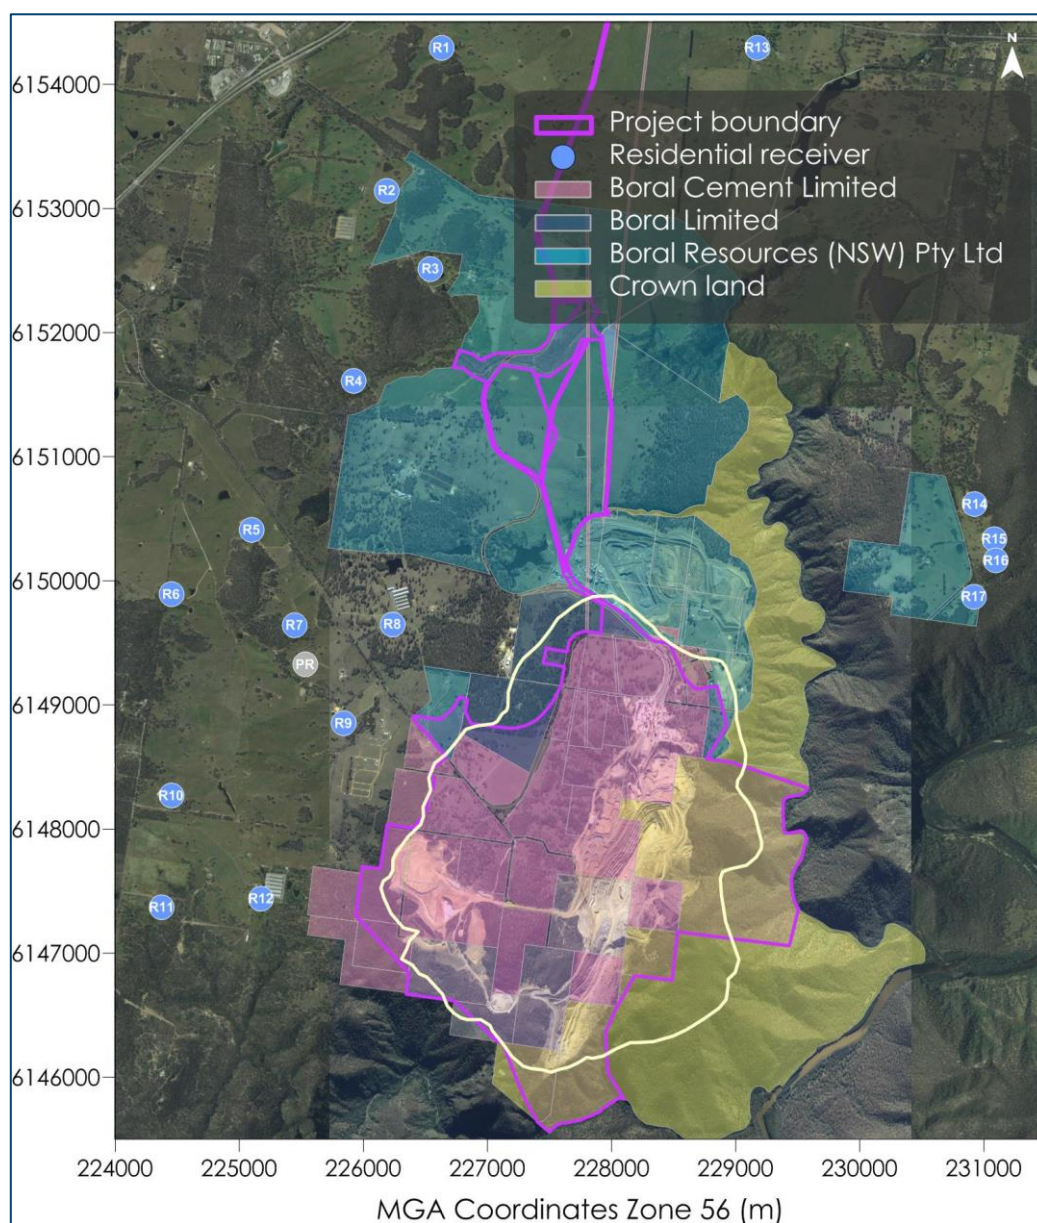 R1
R13
N
6154000
Project boundary
Residential receiver
R2
Boral Cement Limited
6153000
Boral Limited
Boral Resources (NSW) Pty Ltd
R3
Crown land
6152000
R4
6151000
R14
R5
R15
R16
6150000
R6
R17
R7
R8
PR
6149000
R9
R10
6148000
R12
R11
6147000
6146000
224000 225000 226000 227000 228000 229000 230000 231000
MGA Coordinates Zone 56 (m)